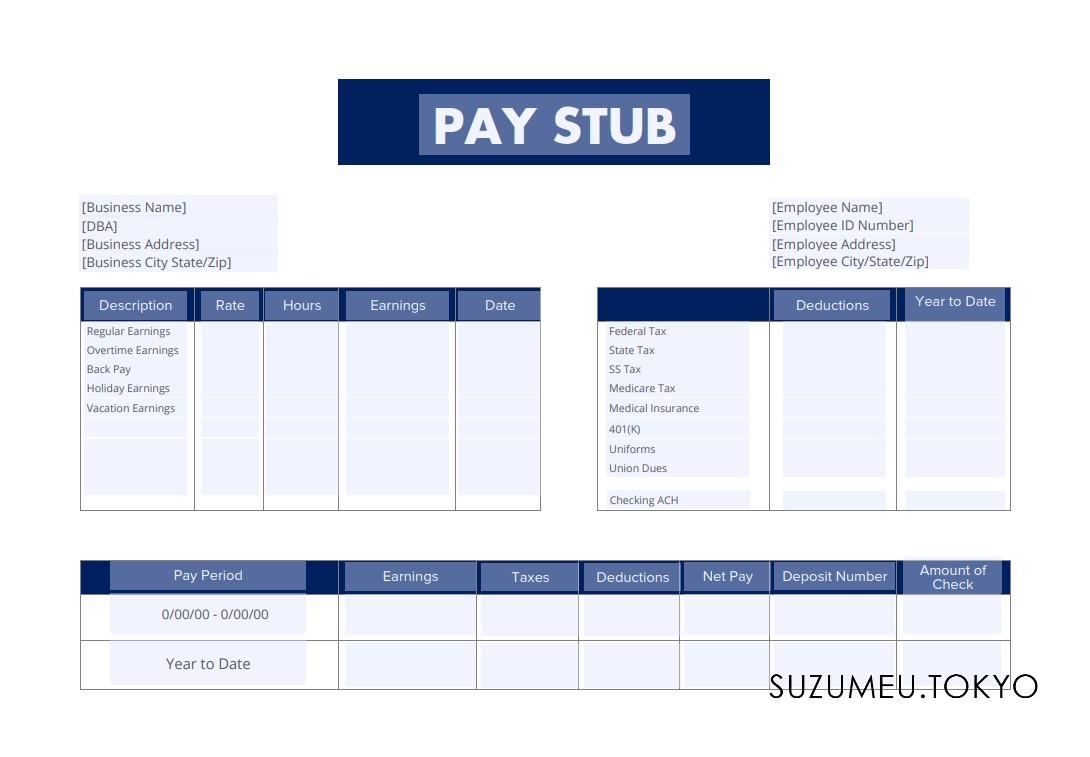 PAY STUB
[Business Name]
[DBA]
[Business Address]
[Business City State/Zip]
[Employee Name]
[Employee ID Number]
[Employee Address]
[Employee City/State/Zip]
Description Rate Hours Earnings Date
Regular Earnings
Overtime Earnings
Back Pay
Holiday Earnings
Vacation Earnings
Deductions Year to Date
Federal Tax
State Tax
SS Tax
Medicare Tax
Medical Insurance
401(K)
Uniforms
Union Dues
Checking ACH
Pay Period Earnings Taxes Deductions Net Pay Deposit Number Amount of
Check
0/00/00 - 0/00/00
Year to Date
SUZUMEU.TOKYO